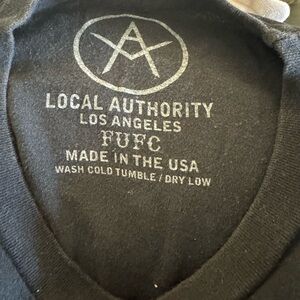 LOCAL AUTHORITY
LOS ANGELES
FUFC
MADE IN THE USA
WASH COLD TUMBLE / DRY LOW